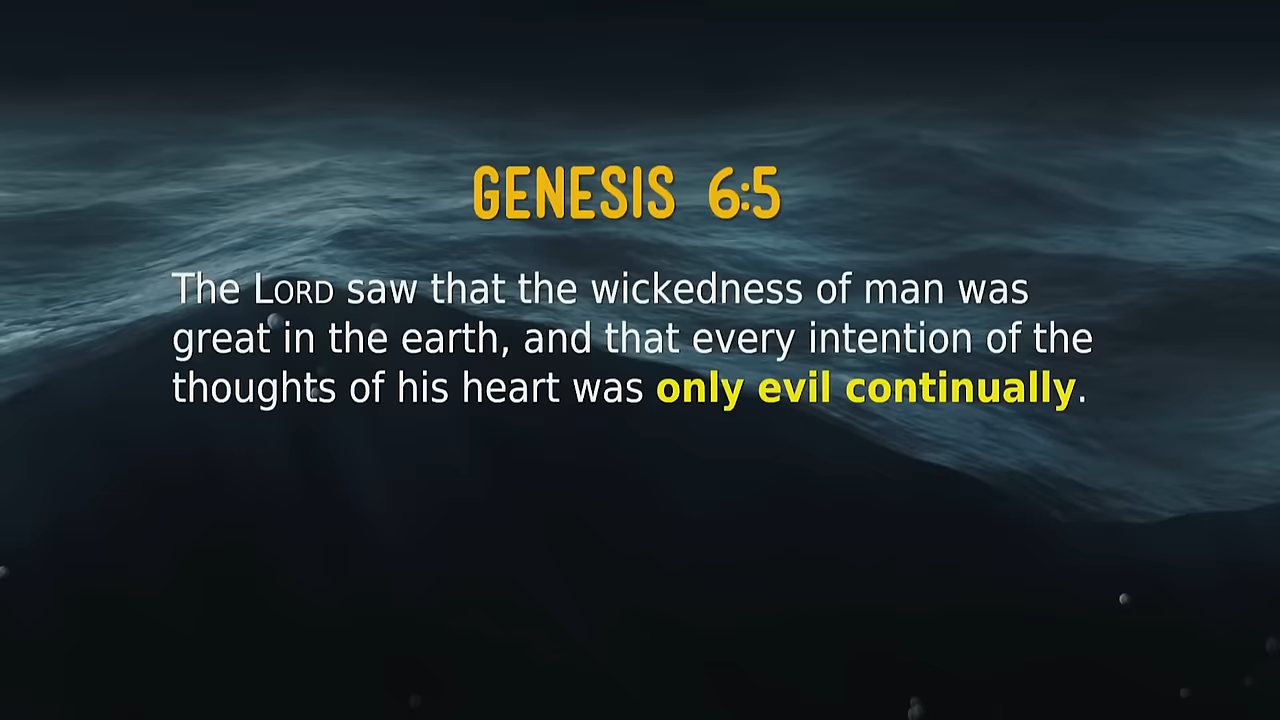 GENESIS 6:5
The LORD saw that the wickedness of man was
great in the earth, and that every intention of the
thoughts of his heart was only evil continually.